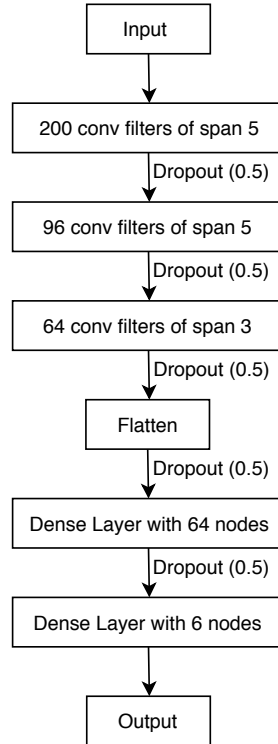 Input
200 conv filters of span 5
Dropout (0.5)
96 conv filters of span 5
Dropout (0.5)
64 conv filters of span 3
Dropout (0.5)
Flatten
Dropout (0.5)
Dense Layer with 64 nodes
Dropout (0.5)
Dense Layer with 6 nodes
Output